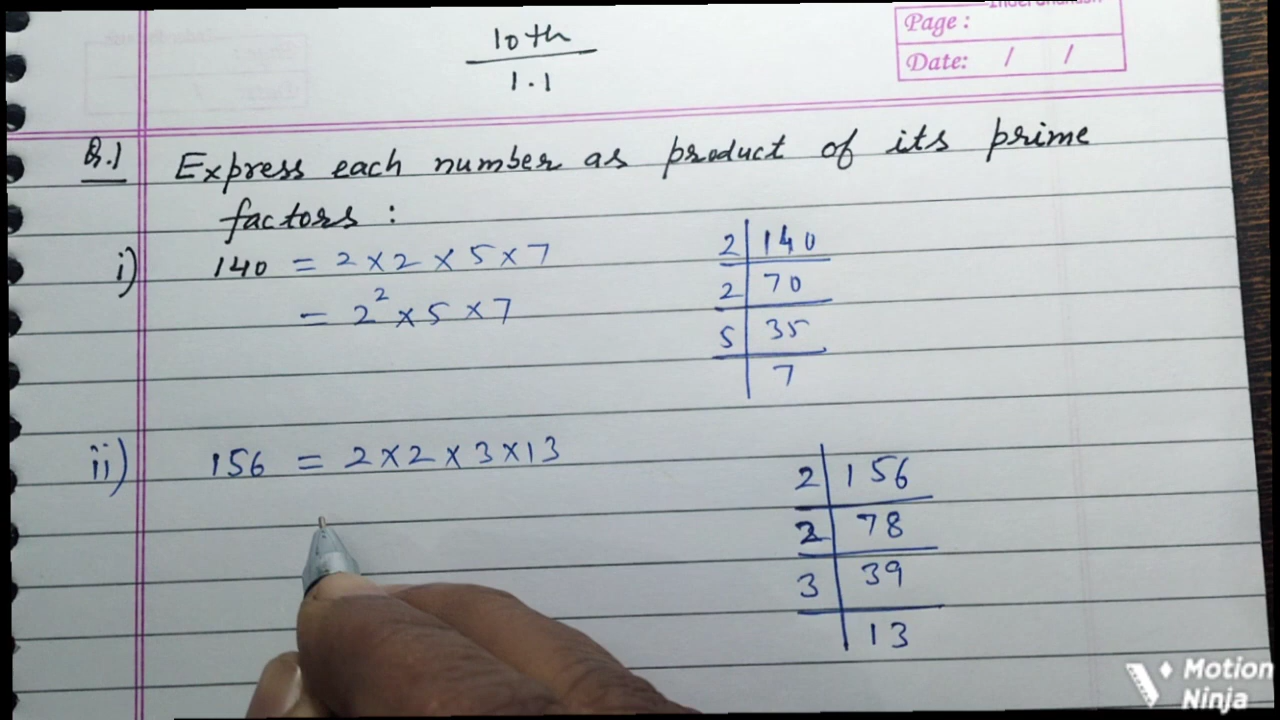 10th
1.1
Page :
Date: / /
Q.1 Express each number as product of its prime
factors :
i) 140 = 2 × 2 × 5 × 7
= 2² × 5 × 7
2 | 140
2 | 70
5 | 35
7
ii) 156 = 2 × 2 × 3 × 13
2 | 156
2 | 78
3 | 39
13
Motion
Ninja